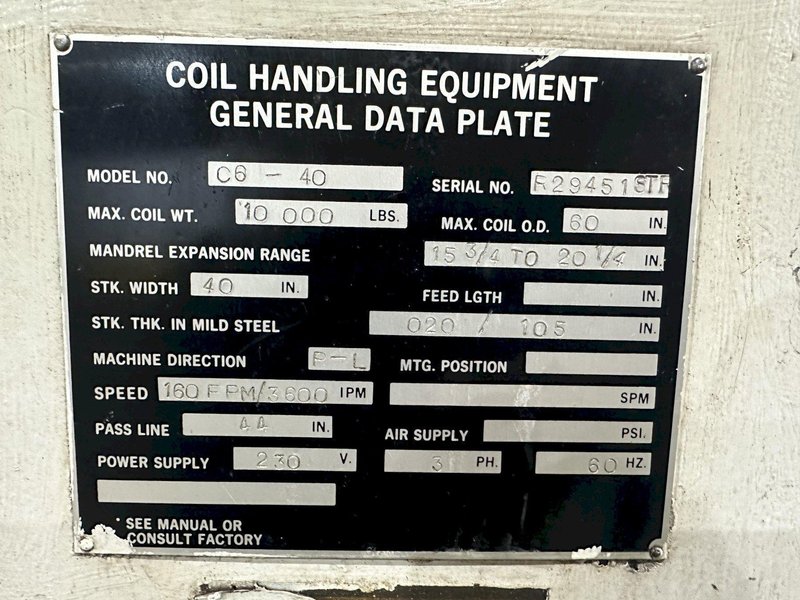 COIL HANDLING EQUIPMENT
GENERAL DATA PLATE
MODEL NO. C6 - 40 SERIAL NO. R29451STR
MAX. COIL WT. 10 000 LBS. MAX. COIL O.D. 60 IN.
MANDREL EXPANSION RANGE 15 3/4 TO 20 1/4 IN.
STK. WIDTH 40 IN. FEED LGTH IN.
STK. THK. IN MILD STEEL 020 / 105 IN.
MACHINE DIRECTION R-L MTG. POSITION
SPEED 160 FPM/3600 IPM SPM
PASS LINE 44 IN. AIR SUPPLY PSI.
POWER SUPPLY 230 V. 3 PH. 60 HZ.
* SEE MANUAL OR
CONSULT FACTORY